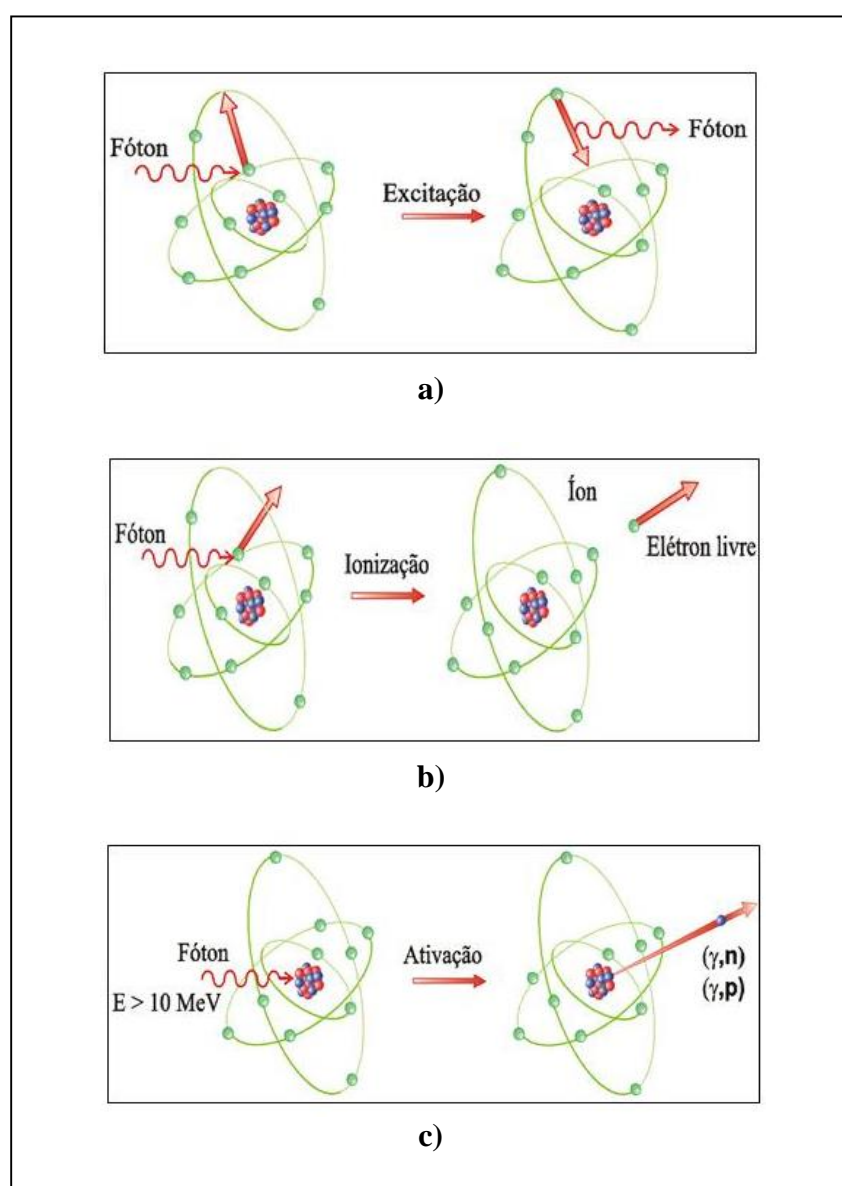 Fóton
Excitação
Fóton
a)
Fóton
Ionização
Íon
Elétron livre
b)
Fóton
E > 10 MeV
Ativação
(γ,n)
(γ,p)
c)